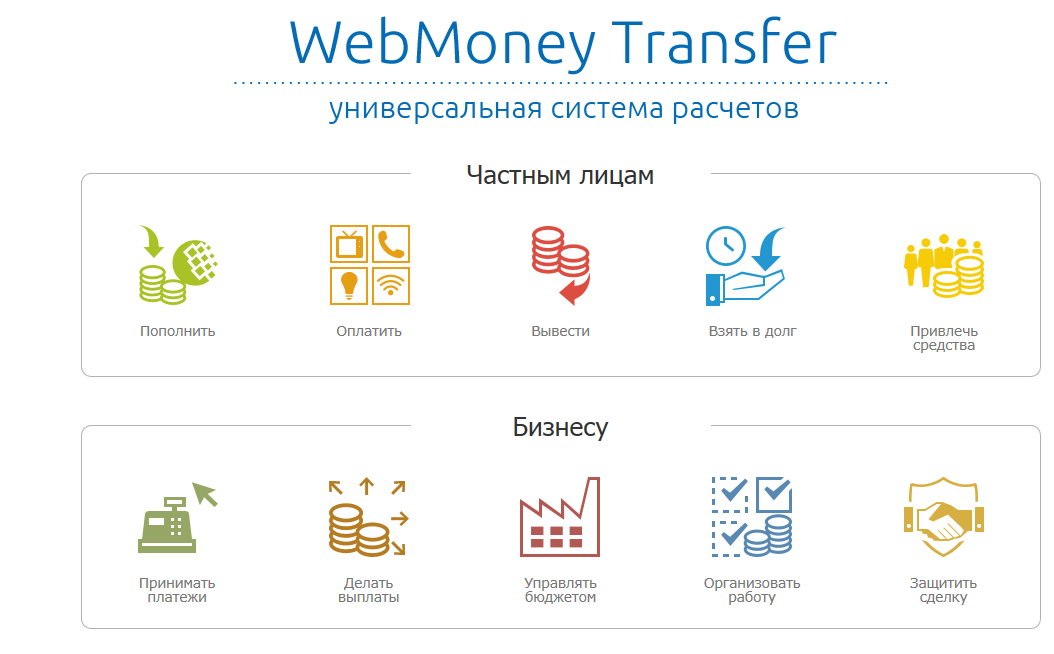 WebMoney Transfer
универсальная система расчетов
Частным лицам
Пополнить
Оплатить
Вывести
Взять в долг
Привлечь
средства
Бизнесу
Принимать
платежи
Делать
выплаты
Управлять
бюджетом
Организовать
работу
Защитить
сделку